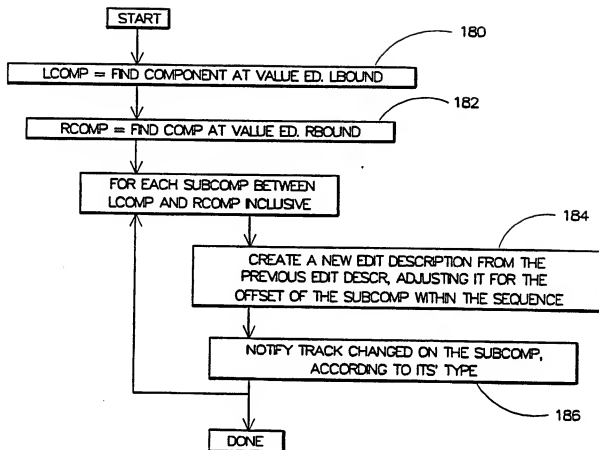 START
180
LCOMP = FIND COMPONENT AT VALUE ED. LBOUND
182
RCOMP = FIND COMP AT VALUE ED. RBOUND
FOR EACH SUBCOMP BETWEEN
LCOMP AND RCOMP INCLUSIVE
184
CREATE A NEW EDIT DESCRIPTION FROM THE
PREVIOUS EDIT DESCR, ADJUSTING IT FOR THE
OFFSET OF THE SUBCOMP WITHIN THE SEQUENCE
NOTIFY TRACK CHANGED ON THE SUBCOMP,
ACCORDING TO ITS' TYPE
186
DONE